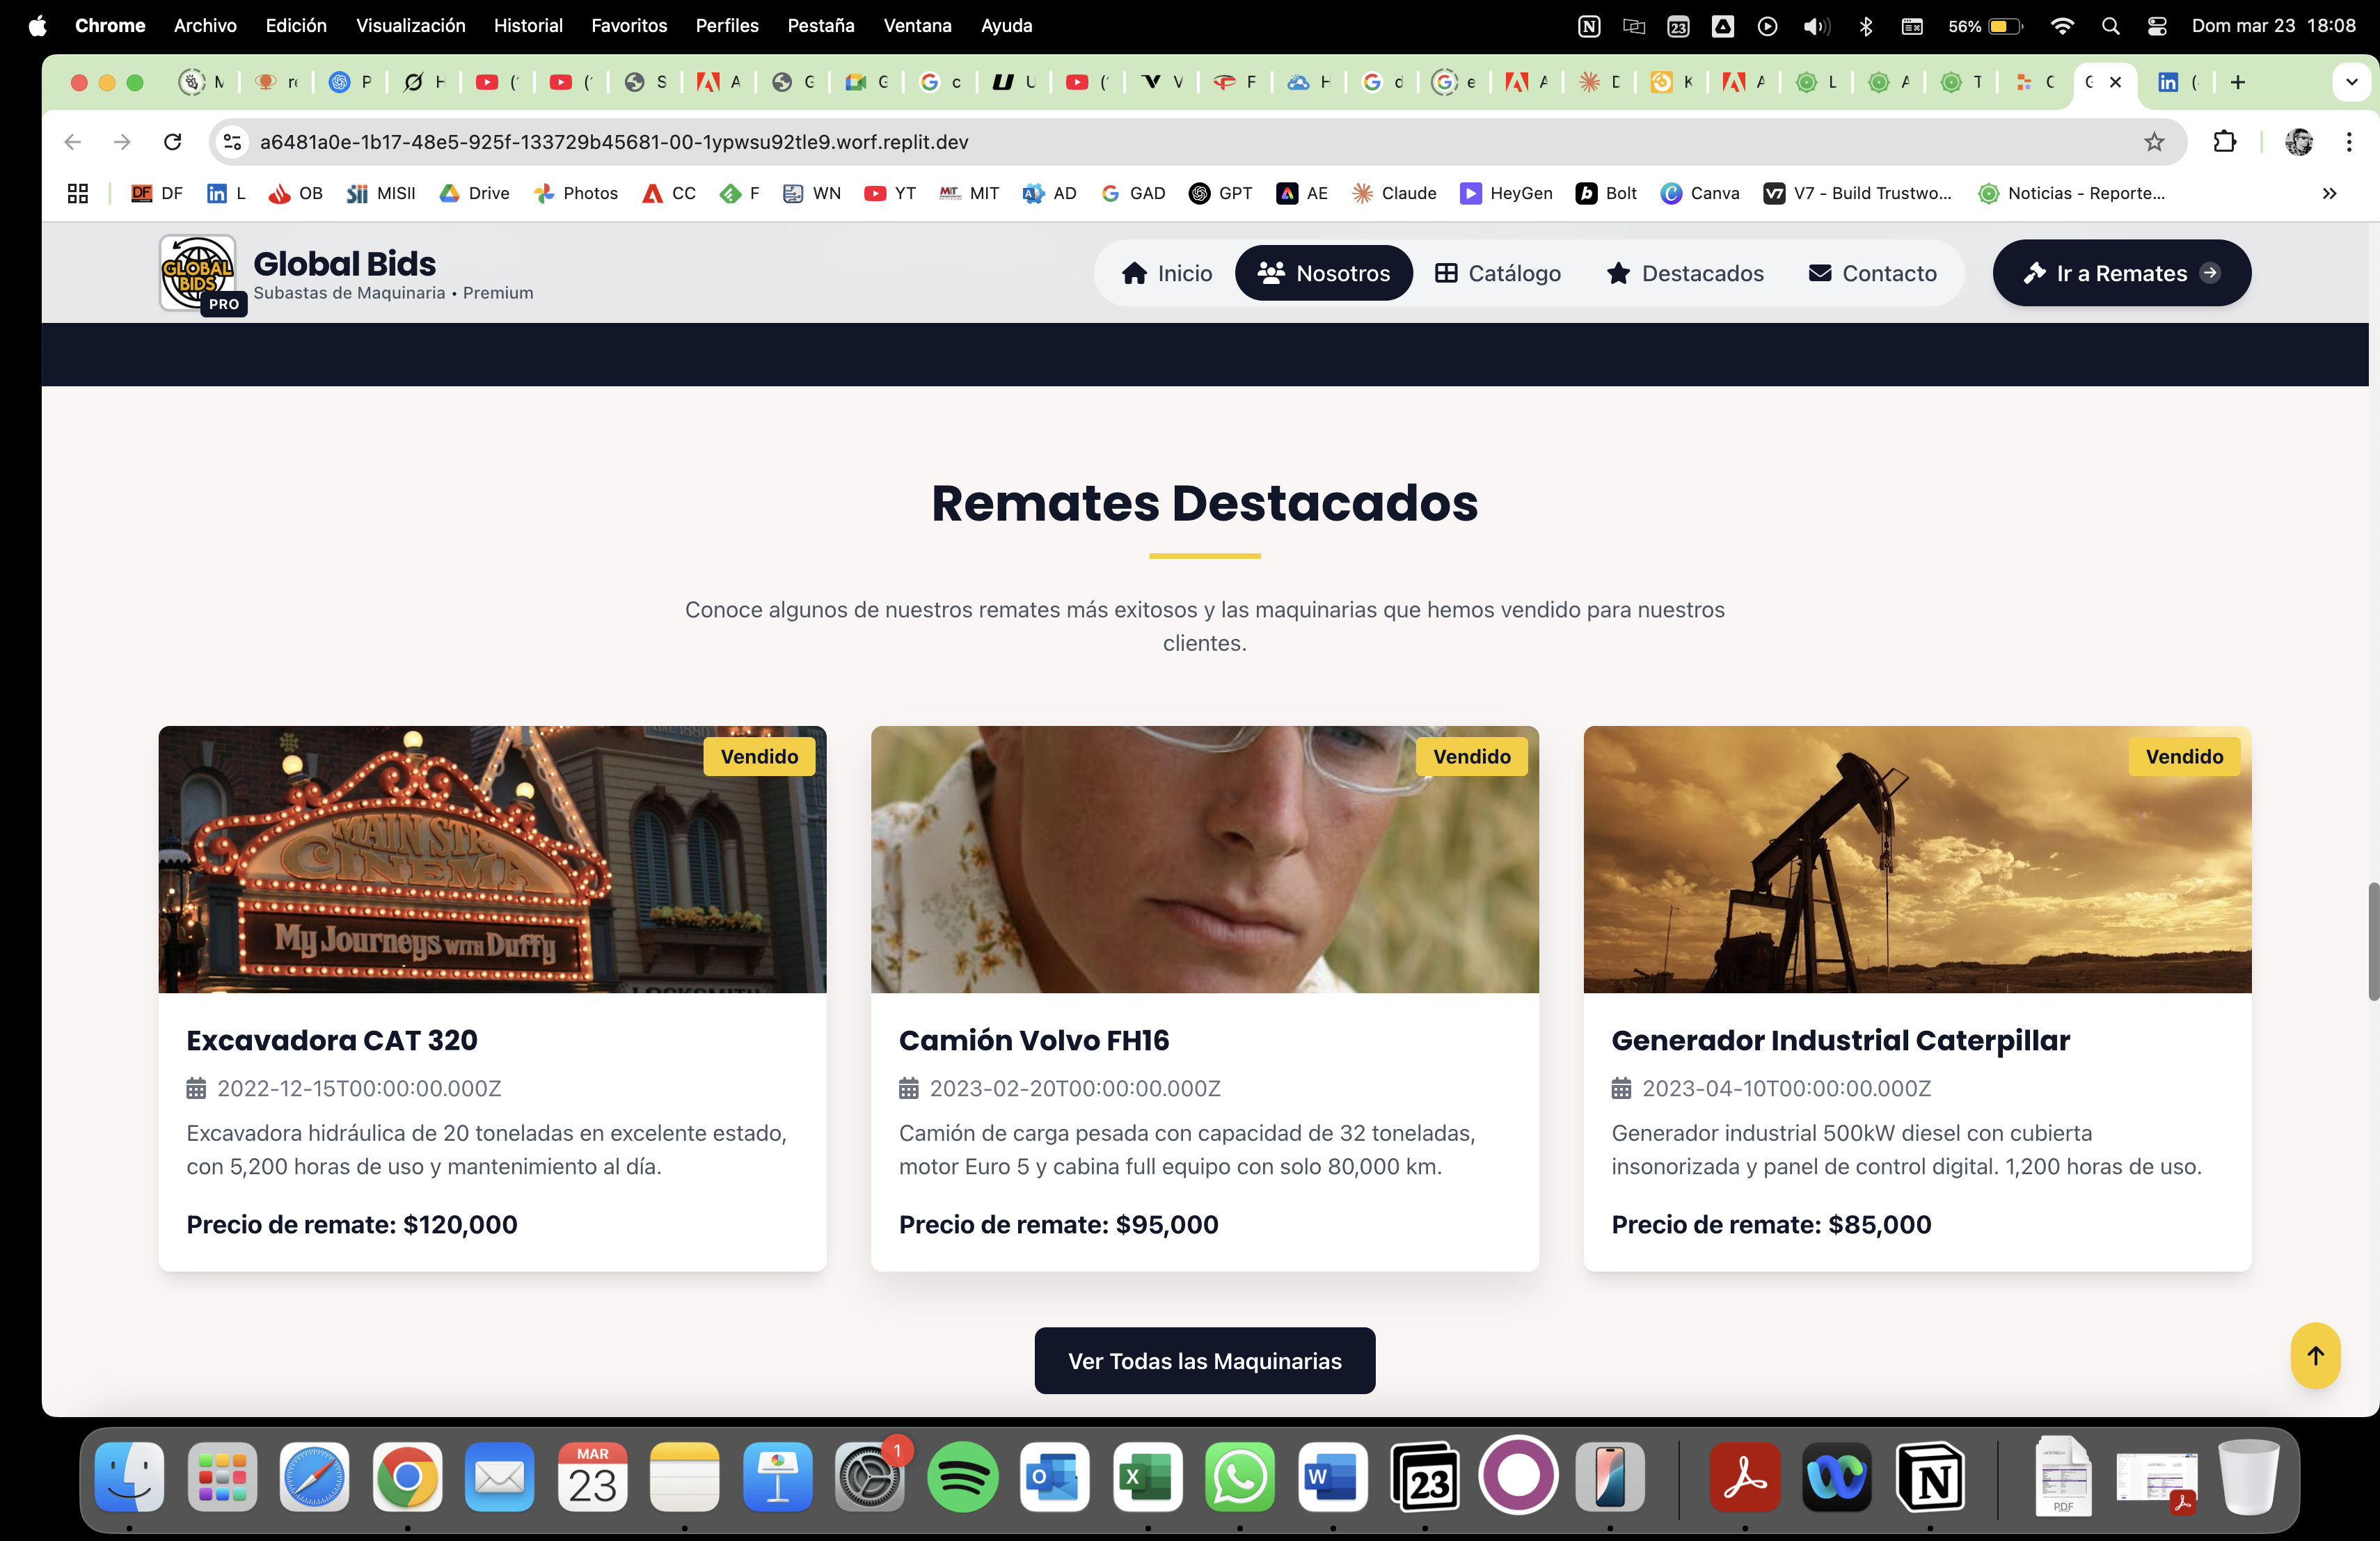 Chrome Archivo Edición Visualización Historial Favoritos Perfiles Pestaña Ventana Ayuda 23 56% Dom mar 23 18:08
a6481a0e-1b17-48e5-925f-133729b45681-00-1ypwsu92tle9.worf.replit.dev
DF L OB MISII Drive Photos CC F WN YT MIT AD GAD GPT AE Claude HeyGen Bolt Canva V7 - Build Trustwo... Noticias - Reporte...
GLOBAL BIDS
PRO
Global Bids
Subastas de Maquinaria • Premium
Inicio Nosotros Catálogo Destacados Contacto Ir a Remates
Remates Destacados
Conoce algunos de nuestros remates más exitosos y las maquinarias que hemos vendido para nuestros
clientes.
Vendido
MAIN STR
CINEMA
My Journeys with Duffy
LOCKSMITH
Excavadora CAT 320
2022-12-15T00:00:00.000Z
Excavadora hidráulica de 20 toneladas en excelente estado,
con 5,200 horas de uso y mantenimiento al día.
Precio de remate: $120,000
Vendido
Camión Volvo FH16
2023-02-20T00:00:00.000Z
Camión de carga pesada con capacidad de 32 toneladas,
motor Euro 5 y cabina full equipo con solo 80,000 km.
Precio de remate: $95,000
Vendido
Generador Industrial Caterpillar
2023-04-10T00:00:00.000Z
Generador industrial 500kW diesel con cubierta
insonorizada y panel de control digital. 1,200 horas de uso.
Precio de remate: $85,000
Ver Todas las Maquinarias
MAR
23
1
23
PDF